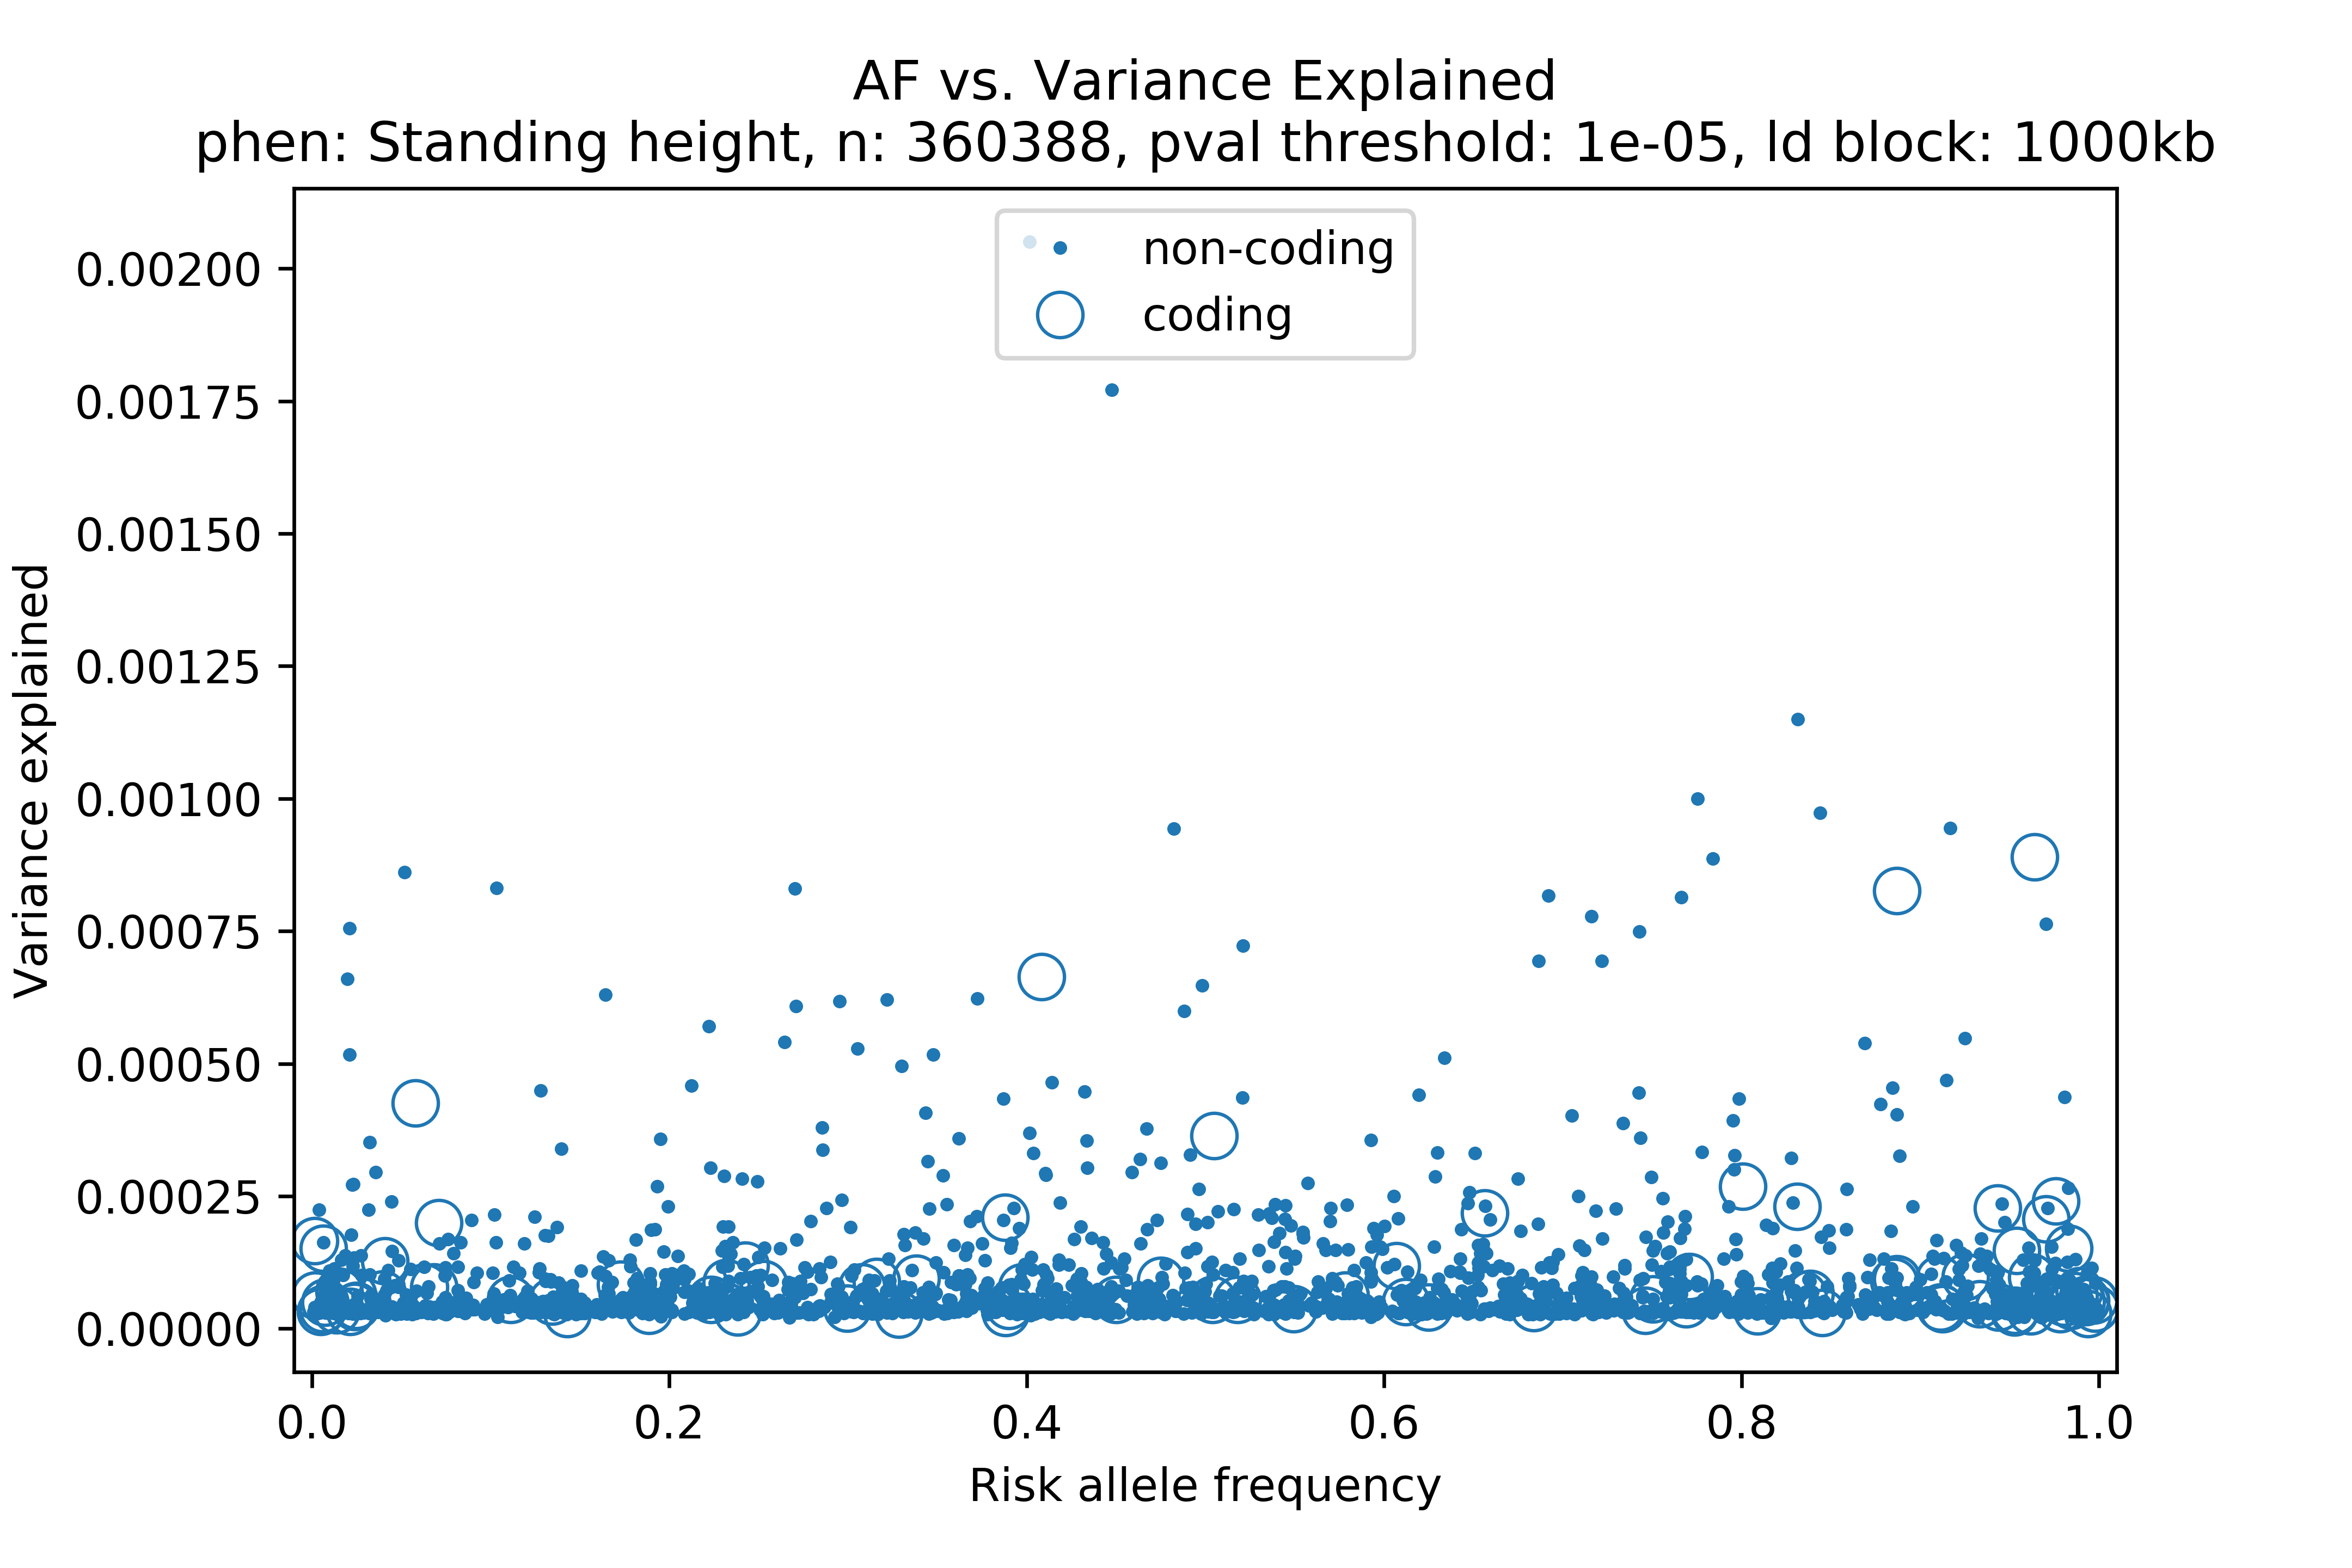 AF vs. Variance Explained
phen: Standing height, n: 360388, pval threshold: 1e-05, ld block: 1000kb
non-coding
coding
0.00200
0.00175
0.00150
0.00125
0.00100
0.00075
0.00050
0.00025
0.00000
Variance explained
0.0 0.2 0.4 0.6 0.8 1.0
Risk allele frequency